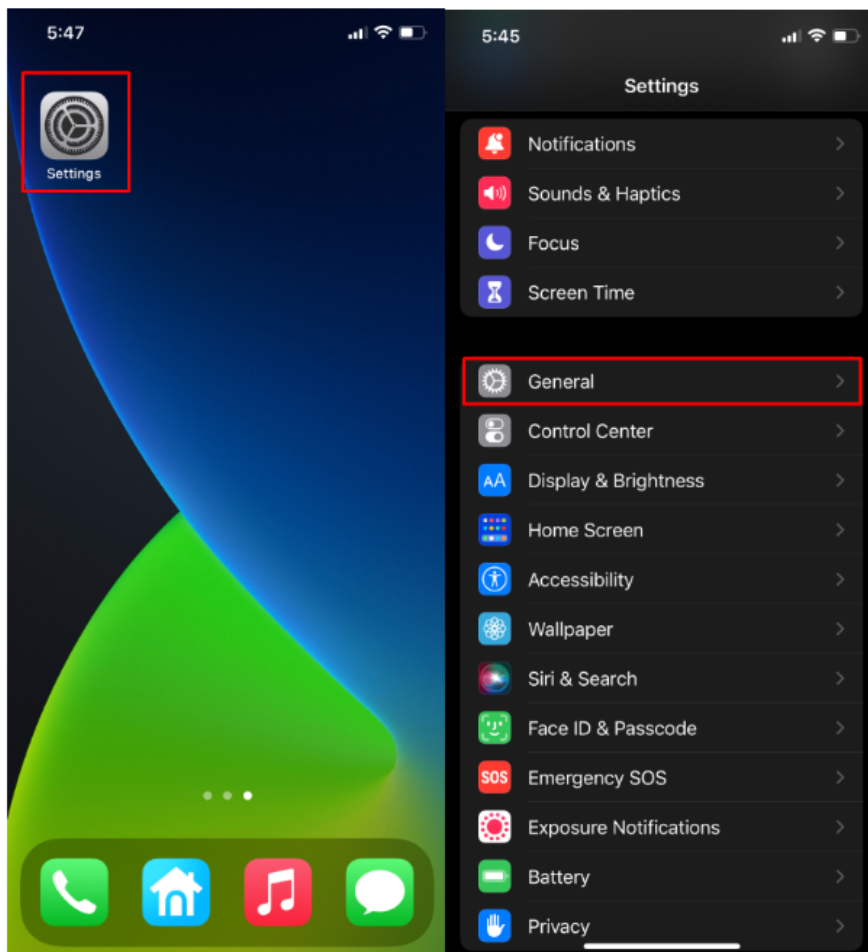 5:47
Settings
5:45
Settings
Notifications
Sounds & Haptics
Focus
Screen Time
General
Control Center
AA Display & Brightness
Home Screen
Accessibility
Wallpaper
Siri & Search
Face ID & Passcode
SOS Emergency SOS
Exposure Notifications
Battery
Privacy